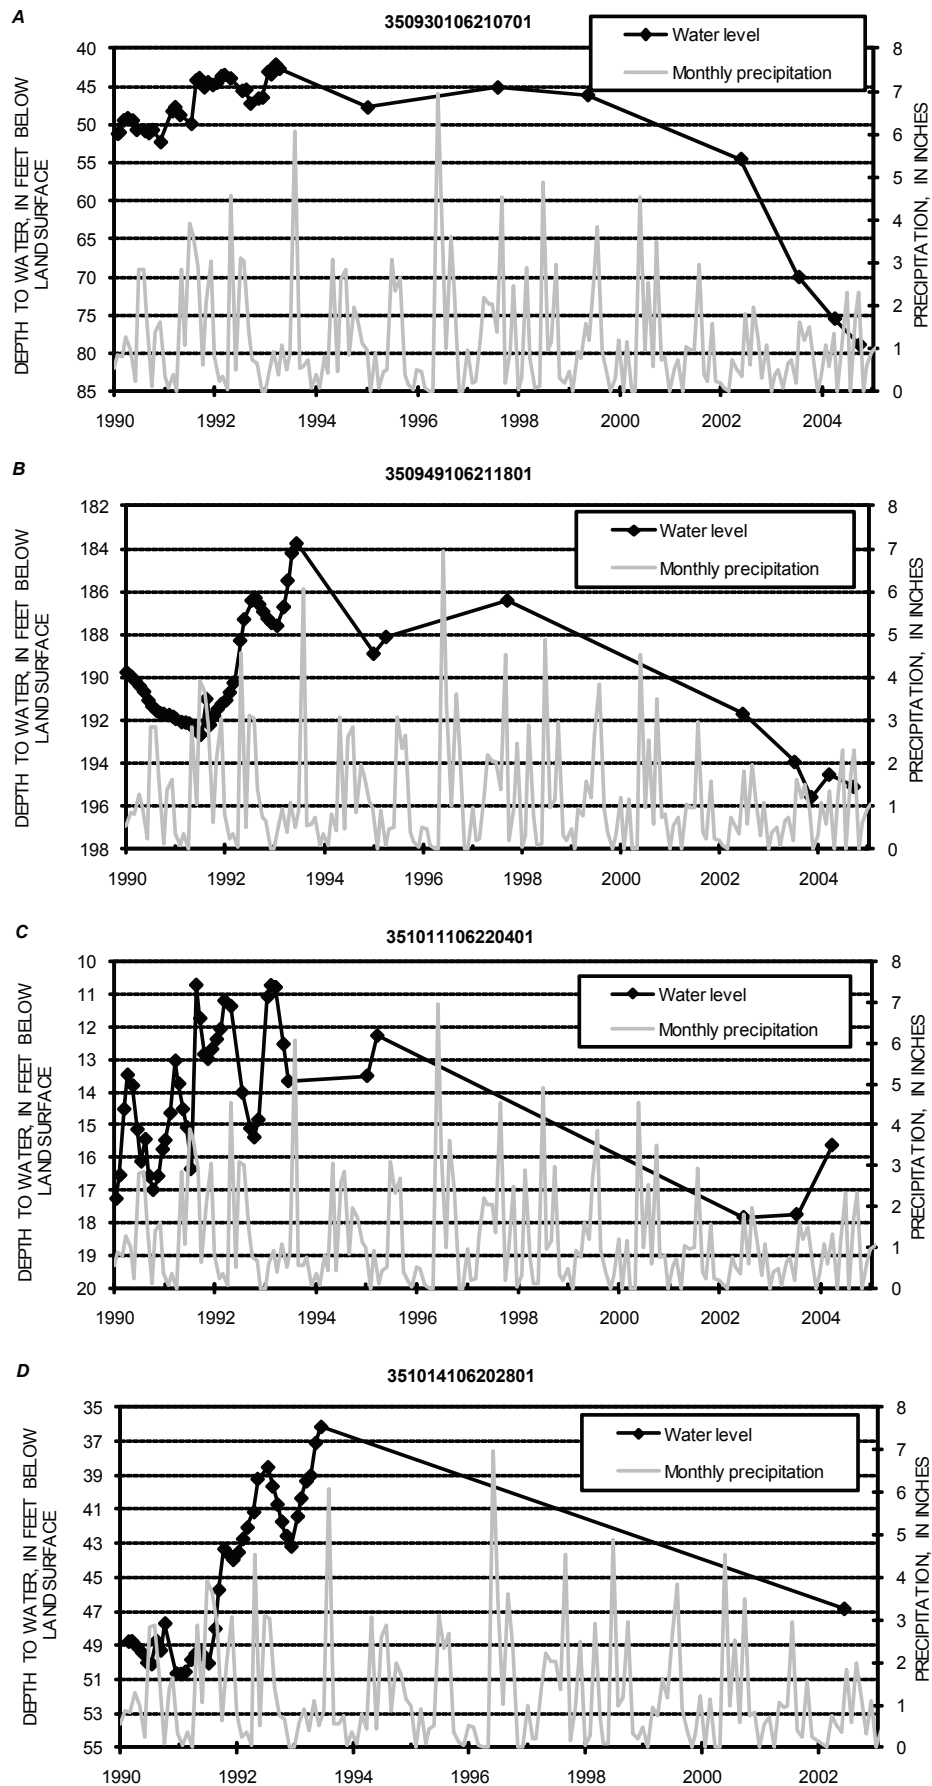 A
350930106210701
Water level
Monthly precipitation
DEPTH TO WATER, IN FEET BELOW
LAND SURFACE
40
45
50
55
60
65
70
75
80
85
8
7
6
5
4
3
2
1
0
PRECIPITATION, IN INCHES
1990 1992 1994 1996 1998 2000 2002 2004
B
350949106211801
Water level
Monthly precipitation
DEPTH TO WATER, IN FEET BELOW
LAND SURFACE
182
184
186
188
190
192
194
196
198
8
7
6
5
4
3
2
1
0
PRECIPITATION, IN INCHES
1990 1992 1994 1996 1998 2000 2002 2004
C
351011106220401
Water level
Monthly precipitation
DEPTH TO WATER, IN FEET BELOW
LAND SURFACE
10
11
12
13
14
15
16
17
18
19
20
8
7
6
5
4
3
2
1
0
PRECIPITATION, IN INCHES
1990 1992 1994 1996 1998 2000 2002 2004
D
351014106202801
Water level
Monthly precipitation
DEPTH TO WATER, IN FEET BELOW
LAND SURFACE
35
37
39
41
43
45
47
49
51
53
55
8
7
6
5
4
3
2
1
0
PRECIPITATION, IN INCHES
1990 1992 1994 1996 1998 2000 2002